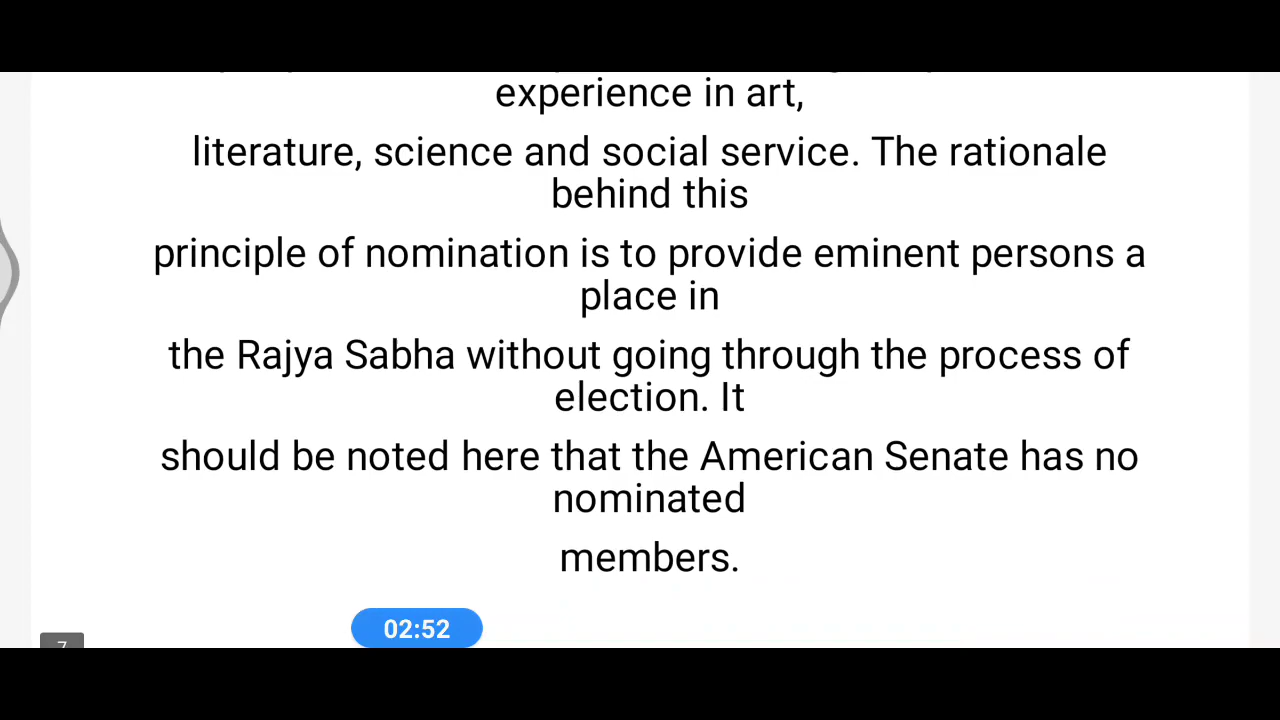 experience in art,
literature, science and social service. The rationale
behind this
principle of nomination is to provide eminent persons a
place in
the Rajya Sabha without going through the process of
election. It
should be noted here that the American Senate has no
nominated
members.
02:52